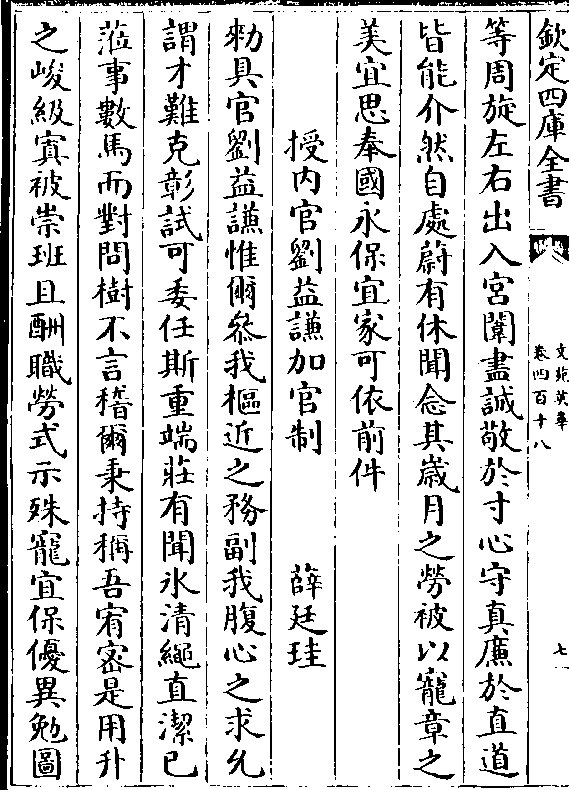 欽定四庫全書
文苑英華
卷四百十八
七
等周旋左右出入宮闈盡誠敬於寸心守真廉於直道
皆能介然自處蔚有休聞念其歲月之勞被以寵章之
美宜思奉國永保宜家可依前件
授内官劉益謙加官制 薛廷珪
勑具官劉益謙惟爾叅我樞近之務副我腹心之求允
謂才難克彰試可委任斯重端莊有聞氷清繩直潔已
蒞事數馬而對問樹不言稽爾秉持稱吾宥宻是用升
之峻級寘被崇班且酬職勞式示殊寵宜保優異勉圖